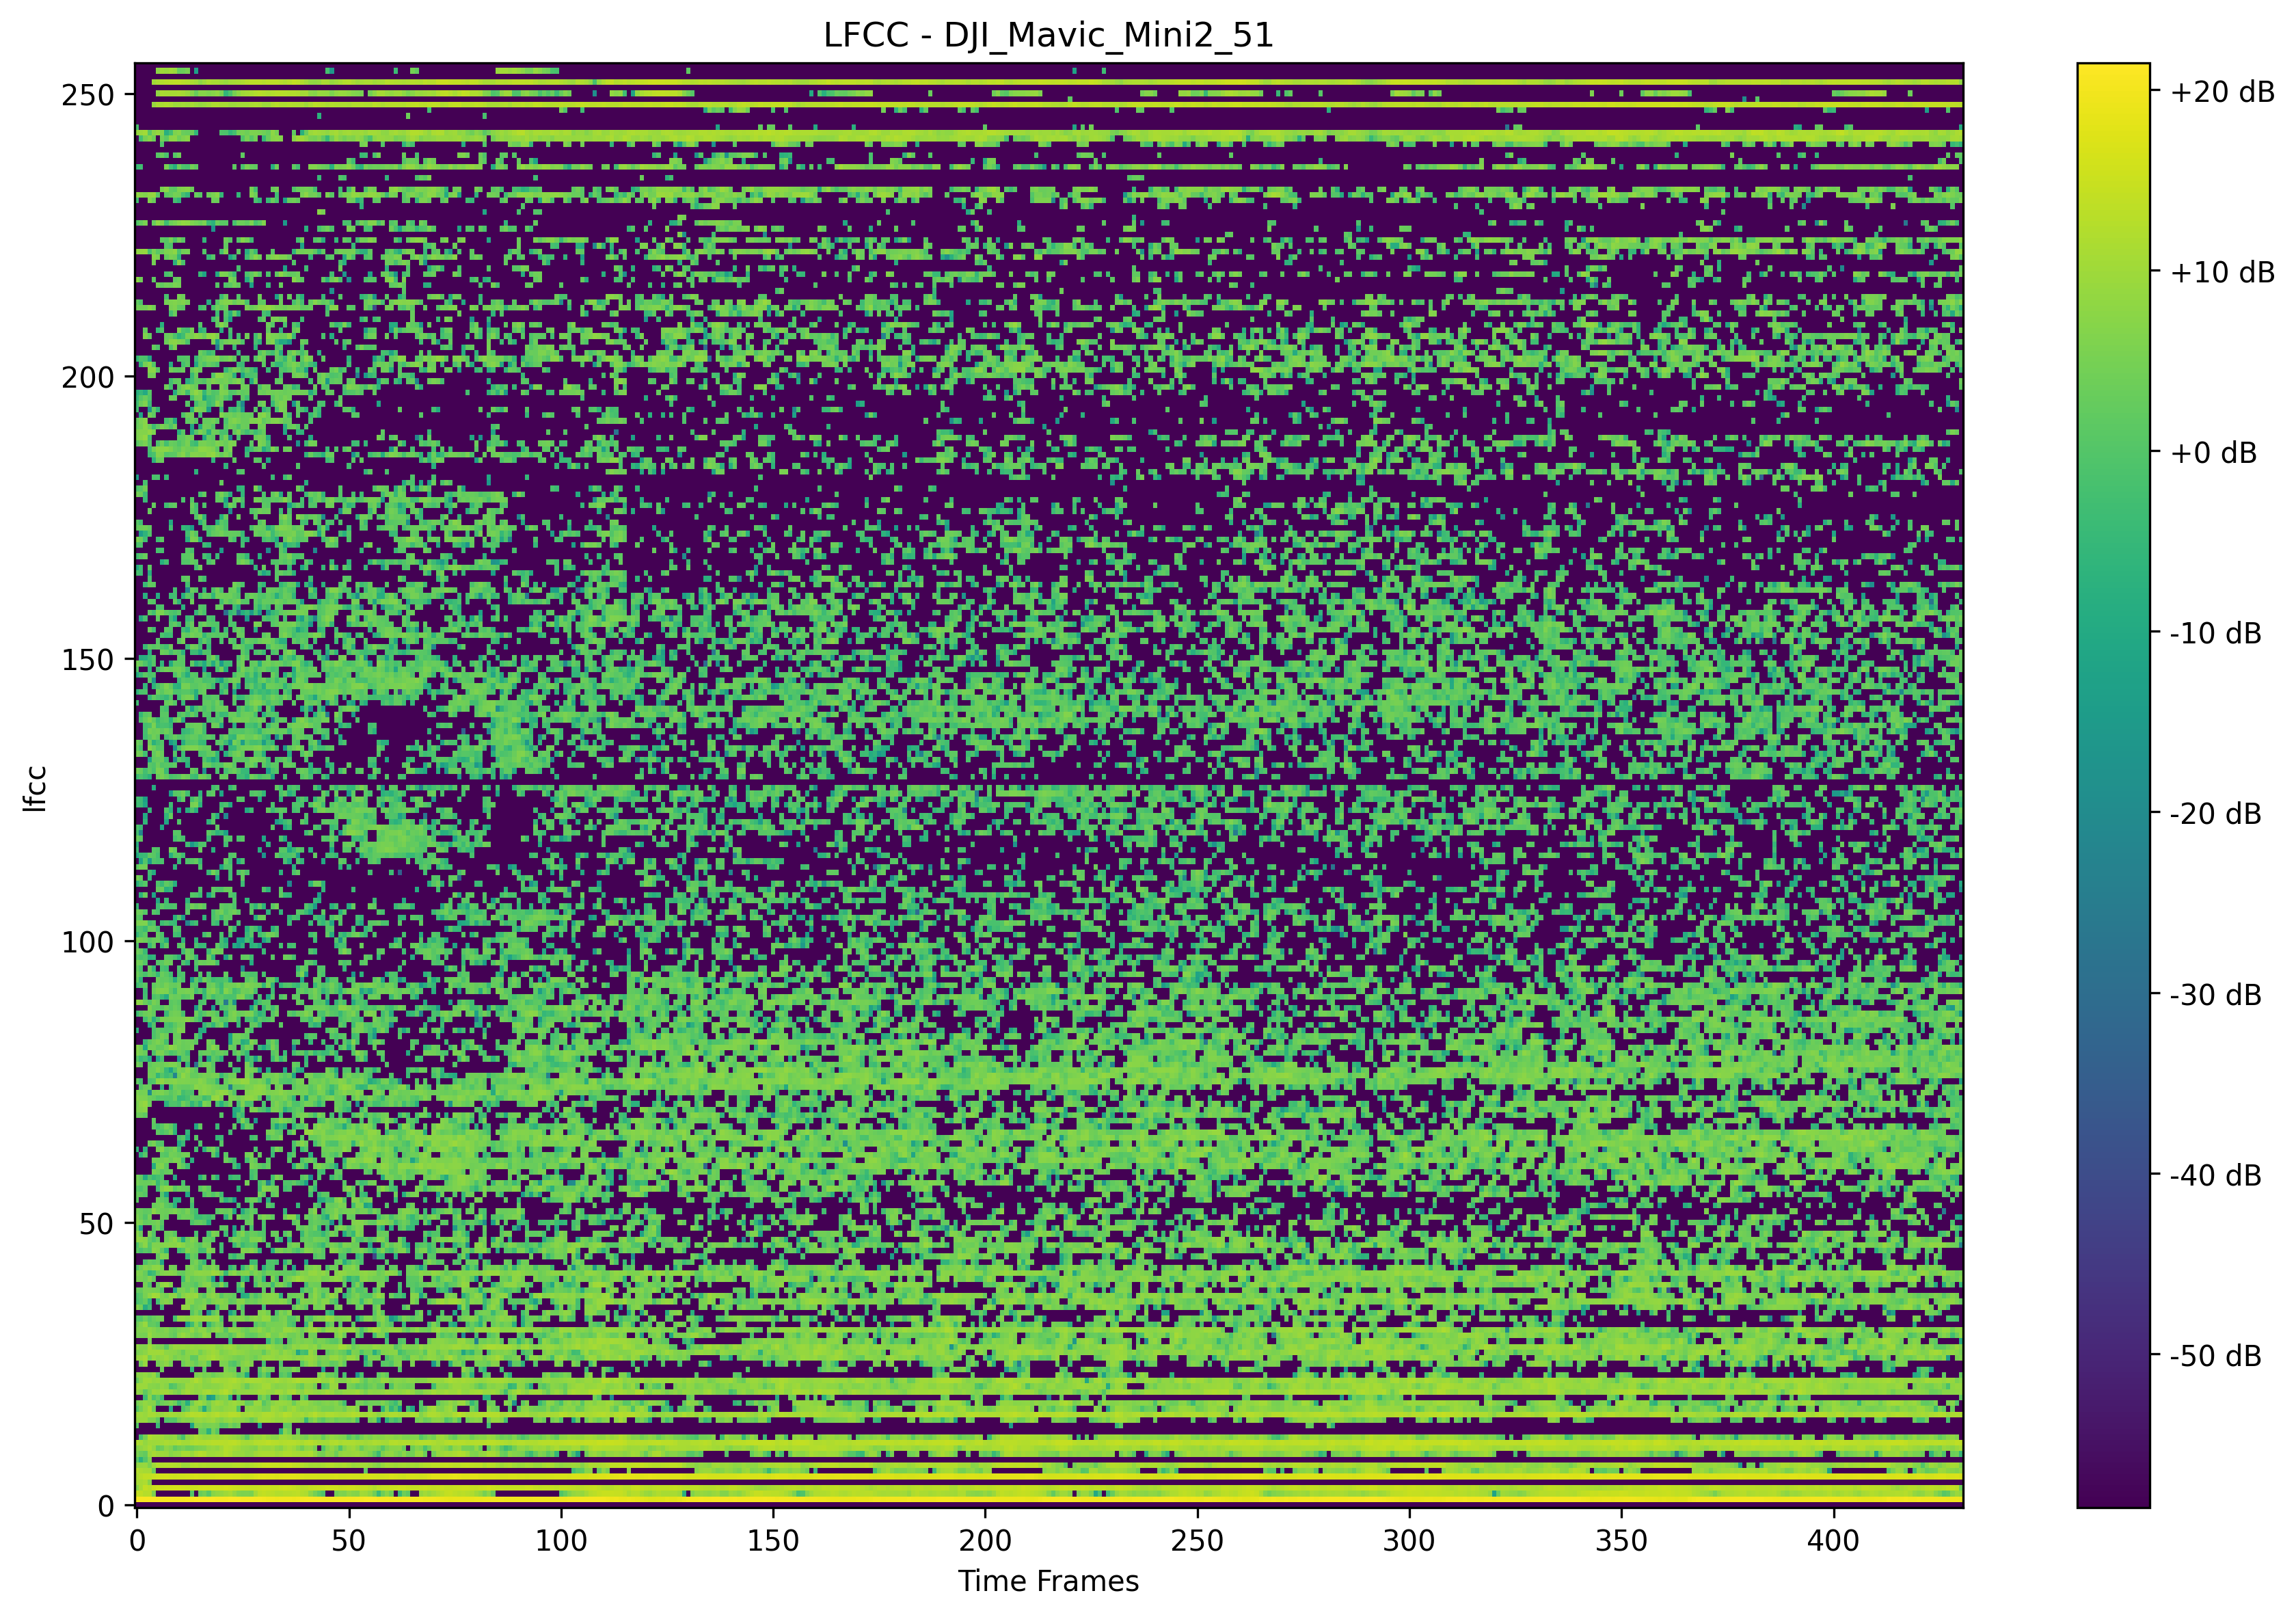 LFCC - DJI_Mavic_Mini2_51
250
200
150
100
50
0
lfcc
0 50 100 150 200 250 300 350 400
Time Frames
+20 dB
+10 dB
+0 dB
-10 dB
-20 dB
-30 dB
-40 dB
-50 dB